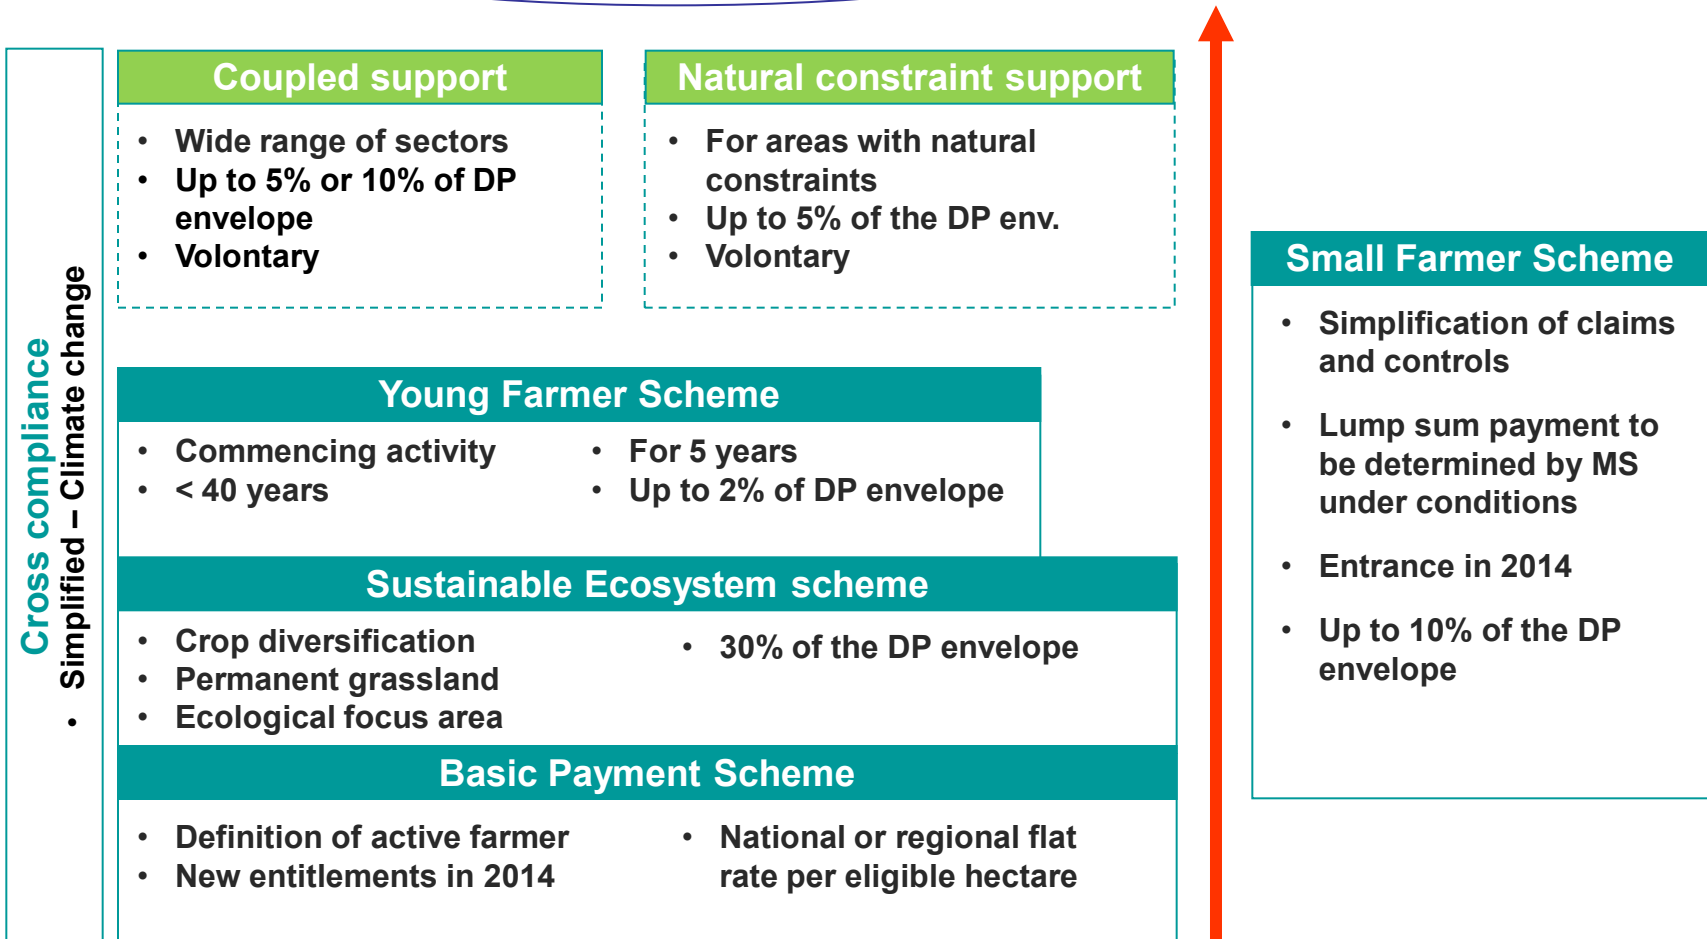 Cross compliance
• Simplified – Climate change
Coupled support
• Wide range of sectors
• Up to 5% or 10% of DP
envelope
• Volontary
Natural constraint support
• For areas with natural
constraints
• Up to 5% of the DP env.
• Volontary
Young Farmer Scheme
• Commencing activity
• < 40 years
• For 5 years
• Up to 2% of DP envelope
Sustainable Ecosystem scheme
• Crop diversification
• Permanent grassland
• Ecological focus area
• 30% of the DP envelope
Basic Payment Scheme
• Definition of active farmer
• New entitlements in 2014
• National or regional flat
rate per eligible hectare
Small Farmer Scheme
• Simplification of claims
and controls
• Lump sum payment to
be determined by MS
under conditions
• Entrance in 2014
• Up to 10% of the DP
envelope